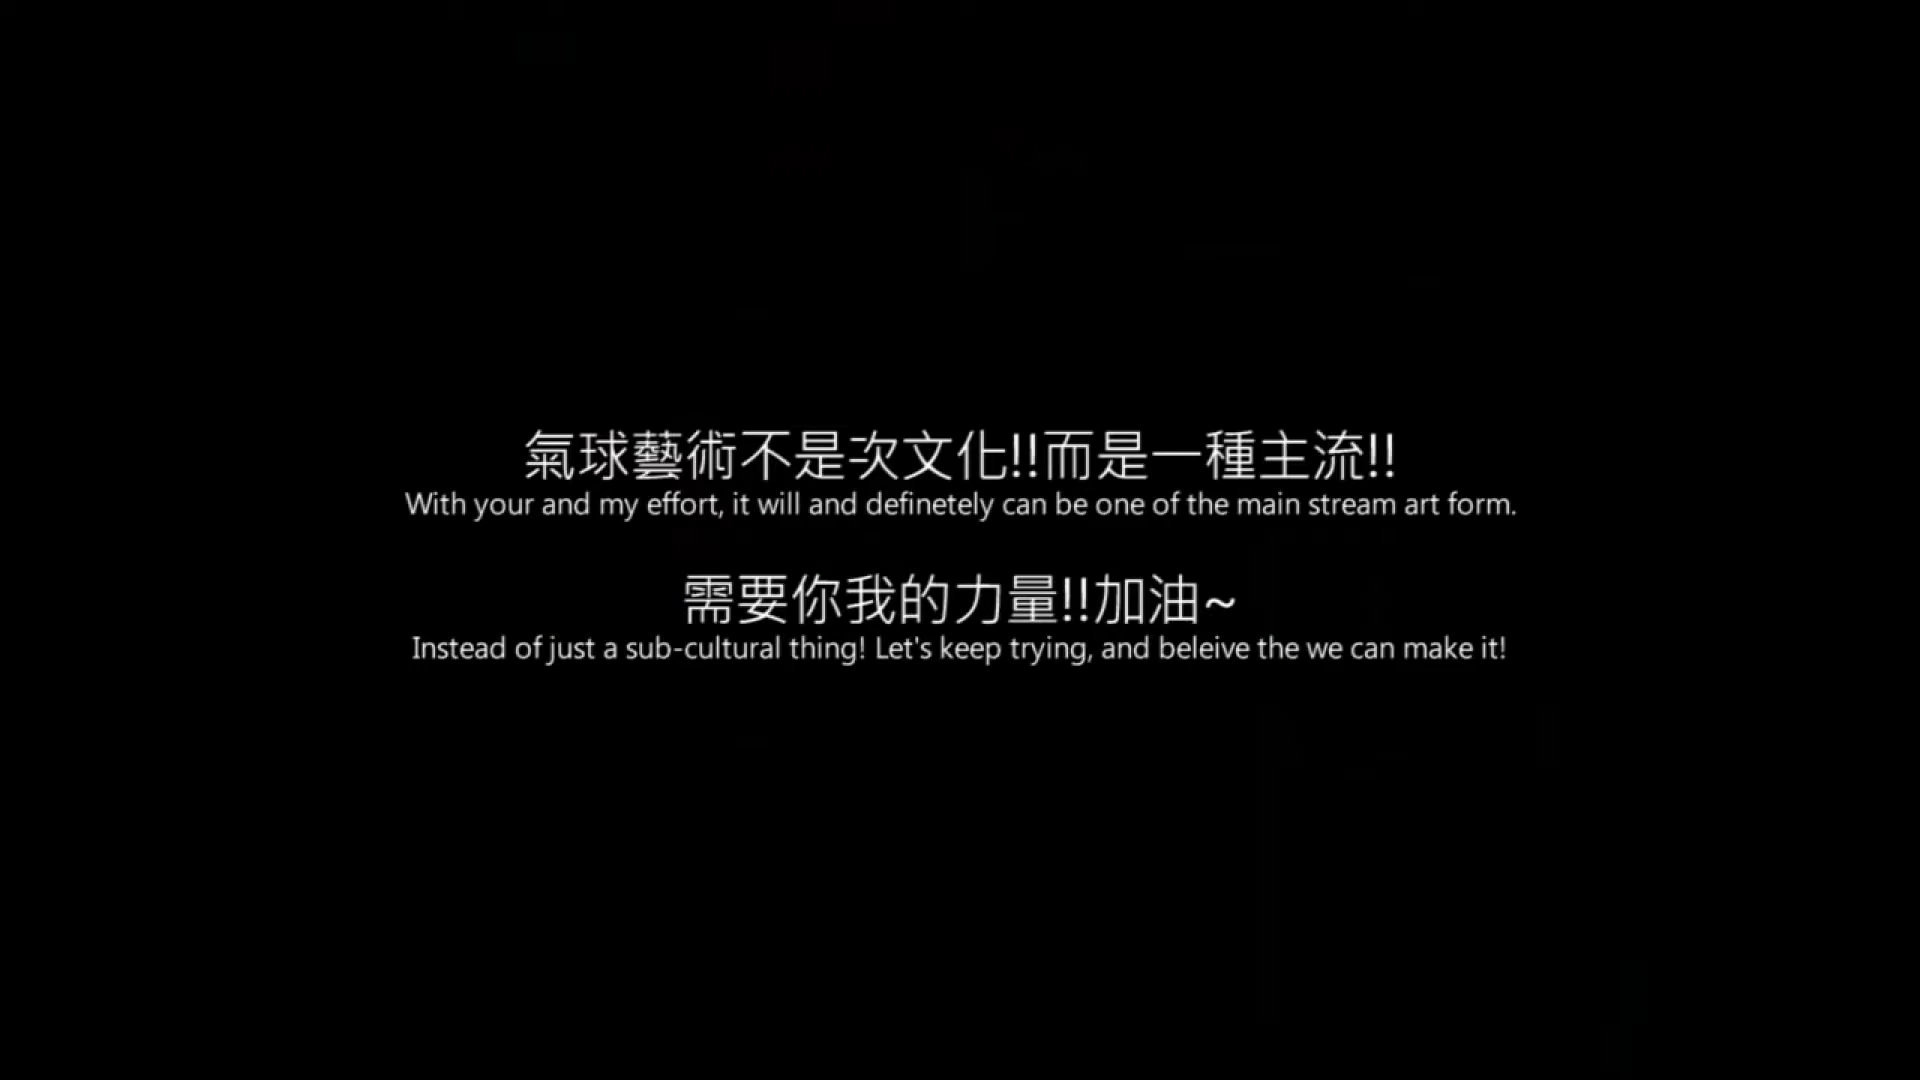 氣球藝術不是次文化!!而是一種主流!!
With your and my effort, it will and definetely can be one of the main stream art form.
需要你我的力量!!加油~
Instead of just a sub-cultural thing! Let's keep trying, and beleive the we can make it!